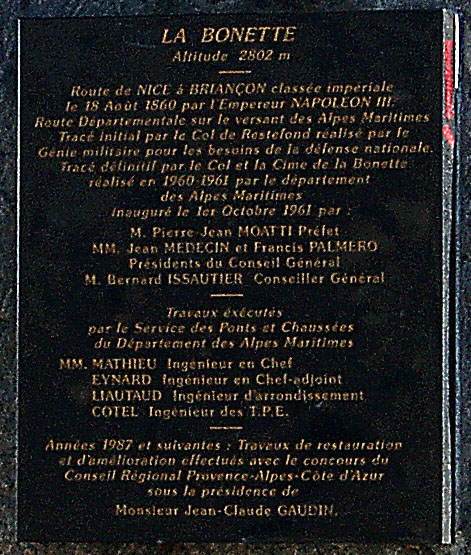 LA BONETTE
Altitude 2802 m
Route de NICE à BRIANÇON classée impériale
le 18 Août 1860 par l'Empereur NAPOLEON III.
Route Départementale sur le versant des Alpes Maritimes
Tracé initial par le Col de Restefond réalisé par le
Génie militaire pour les besoins de la défense nationale.
Tracé définitif par le Col et la Cime de la Bonette
réalisé en 1960-1961 par le département
des Alpes Maritimes
Inauguré le 1er Octobre 1961 par :
M. Pierre-Jean MOATTI Préfet
MM. Jean MEDECIN et Francis PALMERO
Présidents du Conseil Général
M. Bernard ISSAUTIER Conseiller Général
Travaux éxécutés
par le Service des Ponts et Chaussées
du Département des Alpes Maritimes
MM. MATHIEU Ingénieur en Chef
EYNARD Ingénieur en Chef-adjoint
LIAUTAUD Ingénieur d'arrondissement
COTEL Ingénieur des T.P.E.
Années 1987 et suivantes : Travaux de restauration
et d'amélioration effectués avec le concours du
Conseil Régional Provence-Alpes-Côte d'Azur
sous la présidence de
Monsieur Jean-Claude GAUDIN.